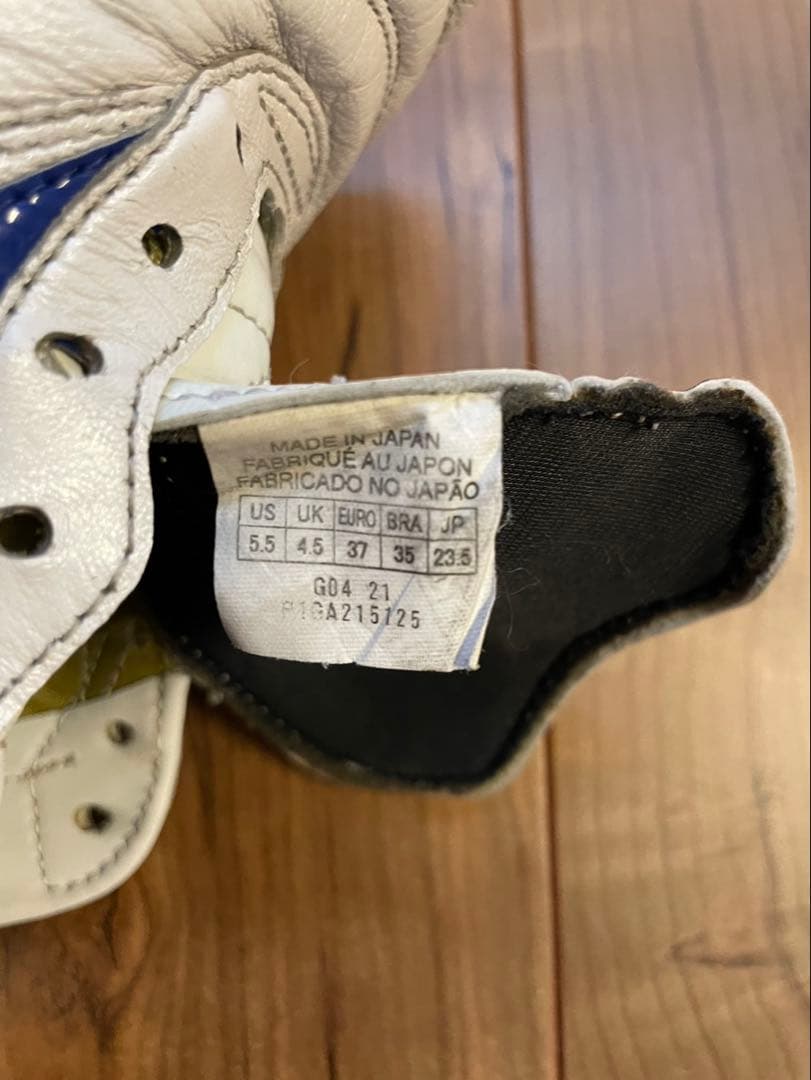 MADE IN JAPAN
FABRIQUÉ AU JAPON
FABRICADO NO JAPÃO
US UK EURO BRA JP
5.5 4.5 37 35 23.5
G04 21
P1GA215125